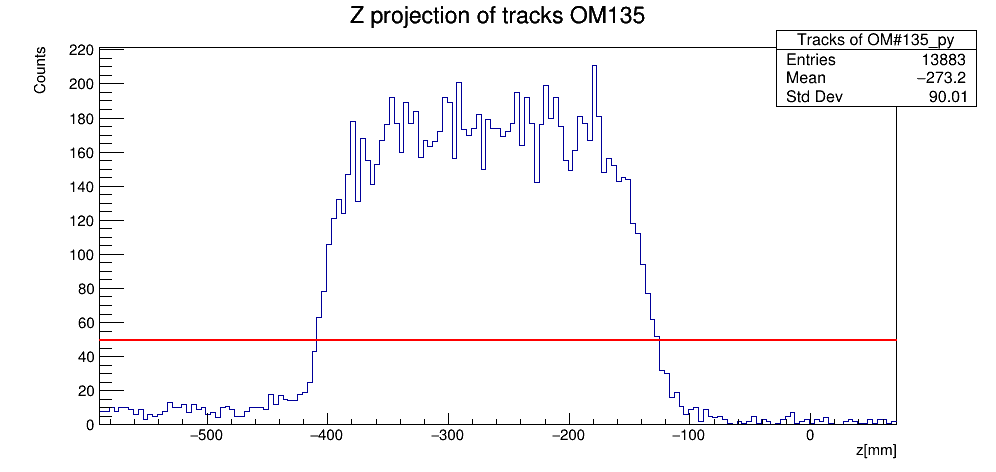 Z projection of tracks OM135
Tracks of OM#135_py
Entries 13883
Mean −273.2
Std Dev 90.01
Counts
220
200
180
160
140
120
100
80
60
40
20
0
−500 −400 −300 −200 −100 0
z[mm]